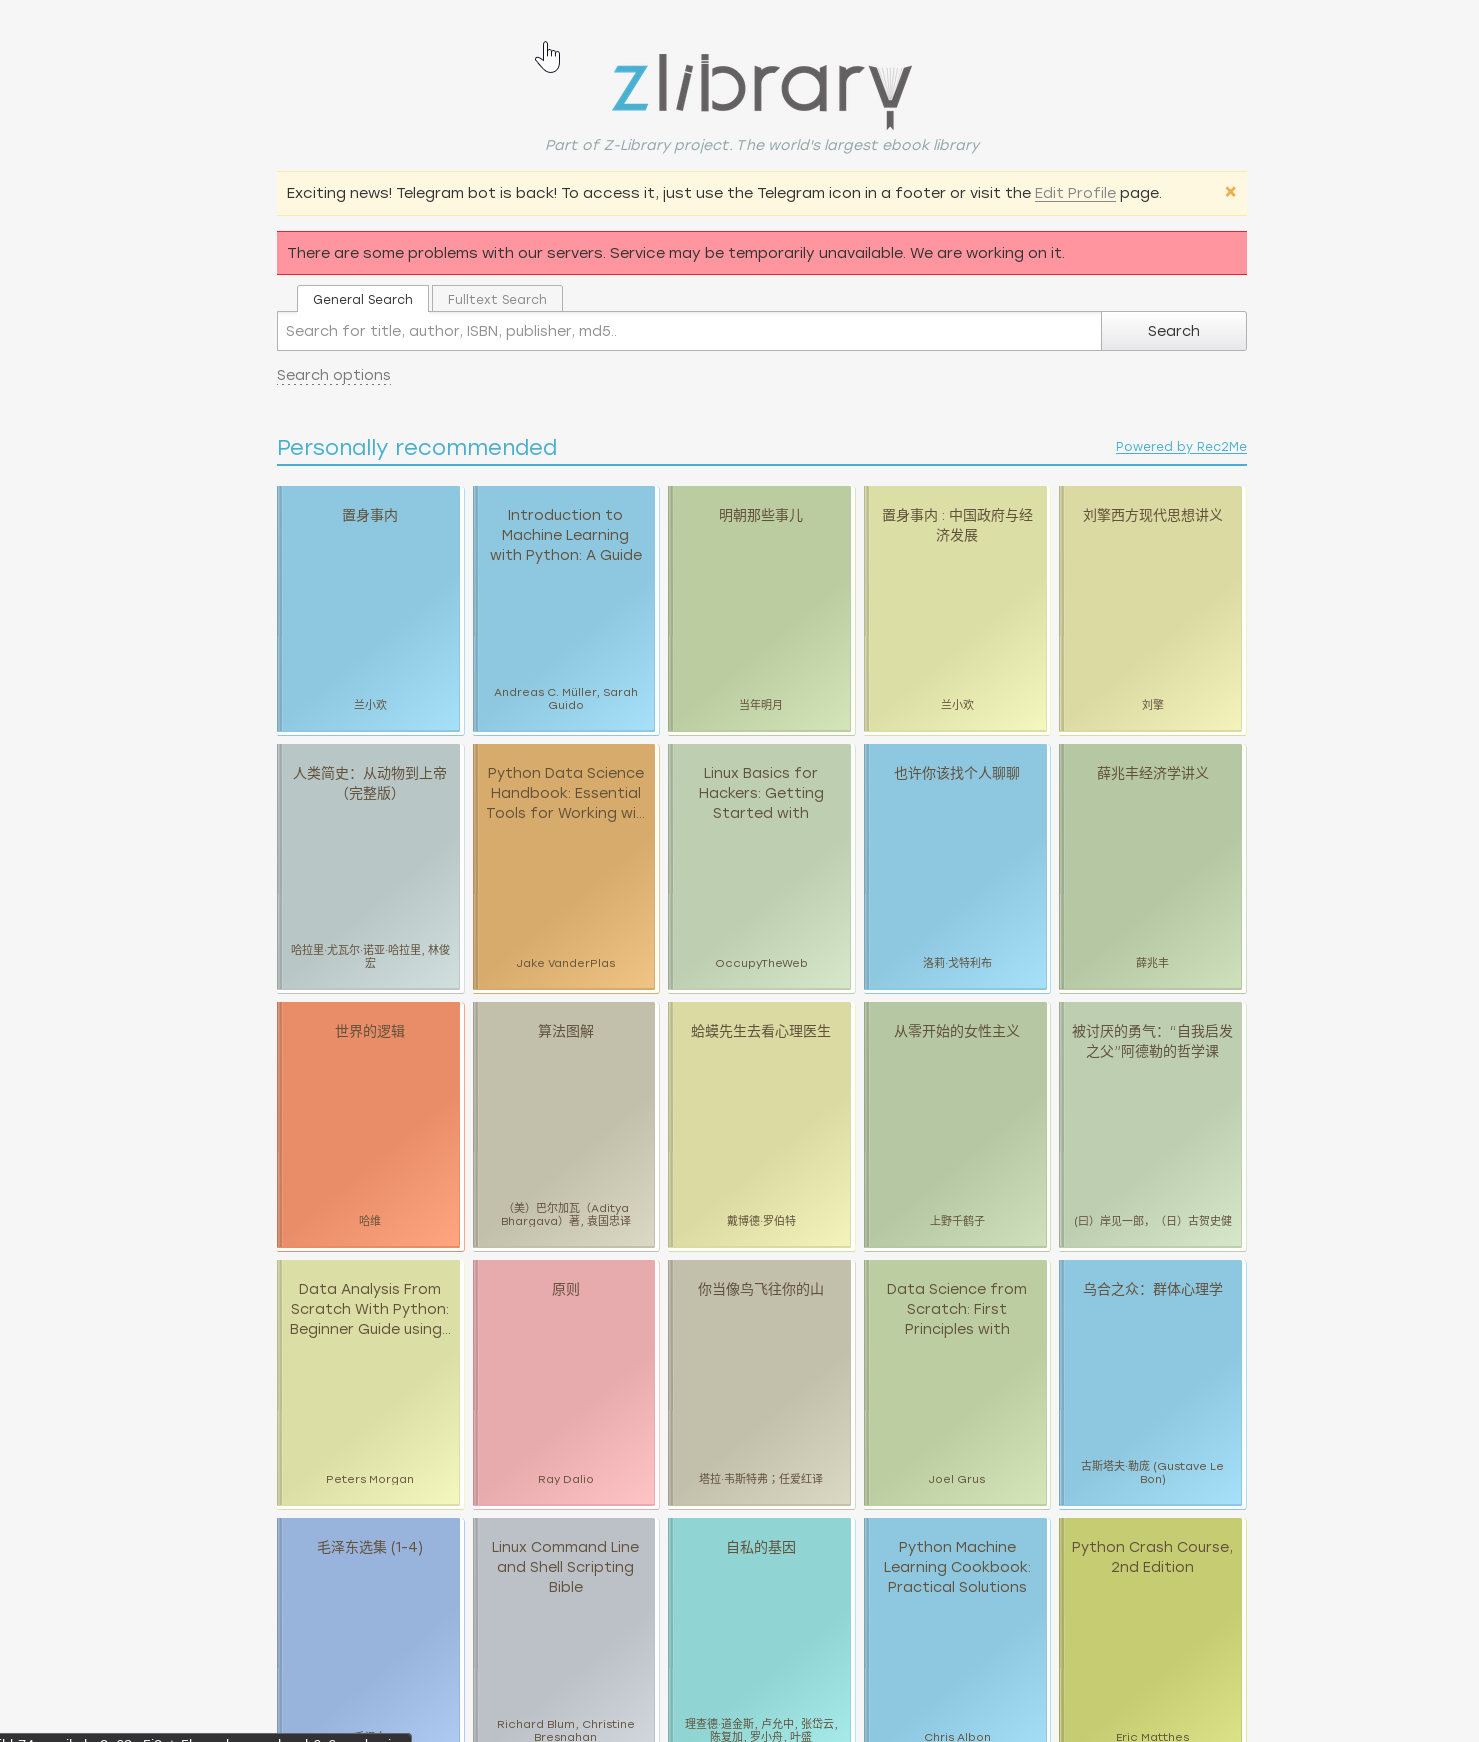 zlibrary
Part of Z-Library project. The world's largest ebook library
Exciting news! Telegram bot is back! To access it, just use the Telegram icon in a footer or visit the Edit Profile page.
There are some problems with our servers. Service may be temporarily unavailable. We are working on it.
General Search
Fulltext Search
Search for title, author, ISBN, publisher, md5..
Search
Search options
Personally recommended
Powered by Rec2Me
置身事内
兰小欢
Introduction to
Machine Learning
with Python: A Guide
Andreas C. Müller, Sarah
Guido
明朝那些事儿
当年明月
置身事内 : 中国政府与经
济发展
兰小欢
刘擎西方现代思想讲义
刘擎
人类简史：从动物到上帝
（完整版）
哈拉里·尤瓦尔·诺亚·哈拉里, 林俊
宏
Python Data Science
Handbook: Essential
Tools for Working wi...
Jake VanderPlas
Linux Basics for
Hackers: Getting
Started with
OccupyTheWeb
也许你该找个人聊聊
洛莉·戈特利布
薛兆丰经济学讲义
薛兆丰
世界的逻辑
哈维
算法图解
（美）巴尔加瓦（Aditya
Bhargava）著, 袁国忠译
蛤蟆先生去看心理医生
戴博德·罗伯特
从零开始的女性主义
上野千鹤子
被讨厌的勇气：“自我启发
之父”阿德勒的哲学课
(日）岸见一郎，（日）古贺史健
Data Analysis From
Scratch With Python:
Beginner Guide using...
Peters Morgan
原则
Ray Dalio
你当像鸟飞往你的山
塔拉·韦斯特弗；任爱红译
Data Science from
Scratch: First
Principles with
Joel Grus
乌合之众：群体心理学
古斯塔夫·勒庞 (Gustave Le
Bon)
毛泽东选集 (1-4)
Linux Command Line
and Shell Scripting
Bible
Richard Blum, Christine
Bresnahan
自私的基因
理查德·道金斯, 卢允中, 张岱云,
陈复加, 罗小舟, 叶盛
Python Machine
Learning Cookbook:
Practical Solutions
Chris Albon
Python Crash Course,
2nd Edition
Eric Matthes